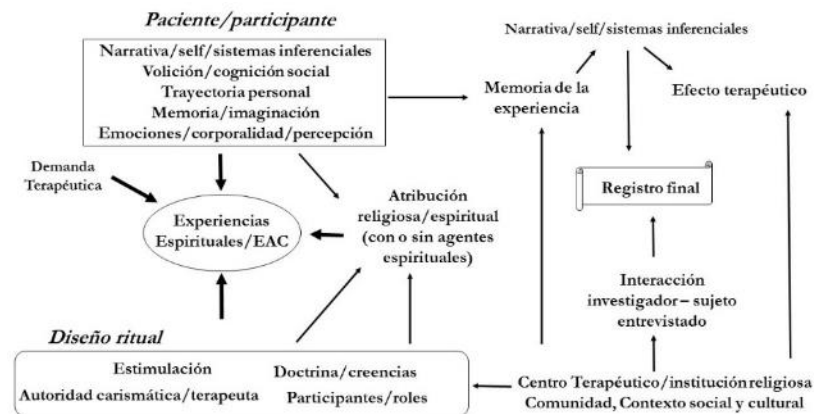 Paciente/participante
Narrativa/self/sistemas inferenciales
Volición/cognición social
Trayectoria personal
Memoria/imaginación
Emociones/corporalidad/percepción
Narrativa/self/sistemas inferenciales
Memoria de la
experiencia
Efecto terapéutico
Demanda
Terapéutica
Experiencias
Espirituales/EAC
Atribución
religiosa/espiritual
(con o sin agentes
espirituales)
Registro final
Interacción
investigador – sujeto
entrevistado
Diseño ritual
Estimulación
Doctrina/creencias
Autoridad carismática/terapeuta
Participantes/roles
Centro Terapéutico/institución religiosa
Comunidad, Contexto social y cultural